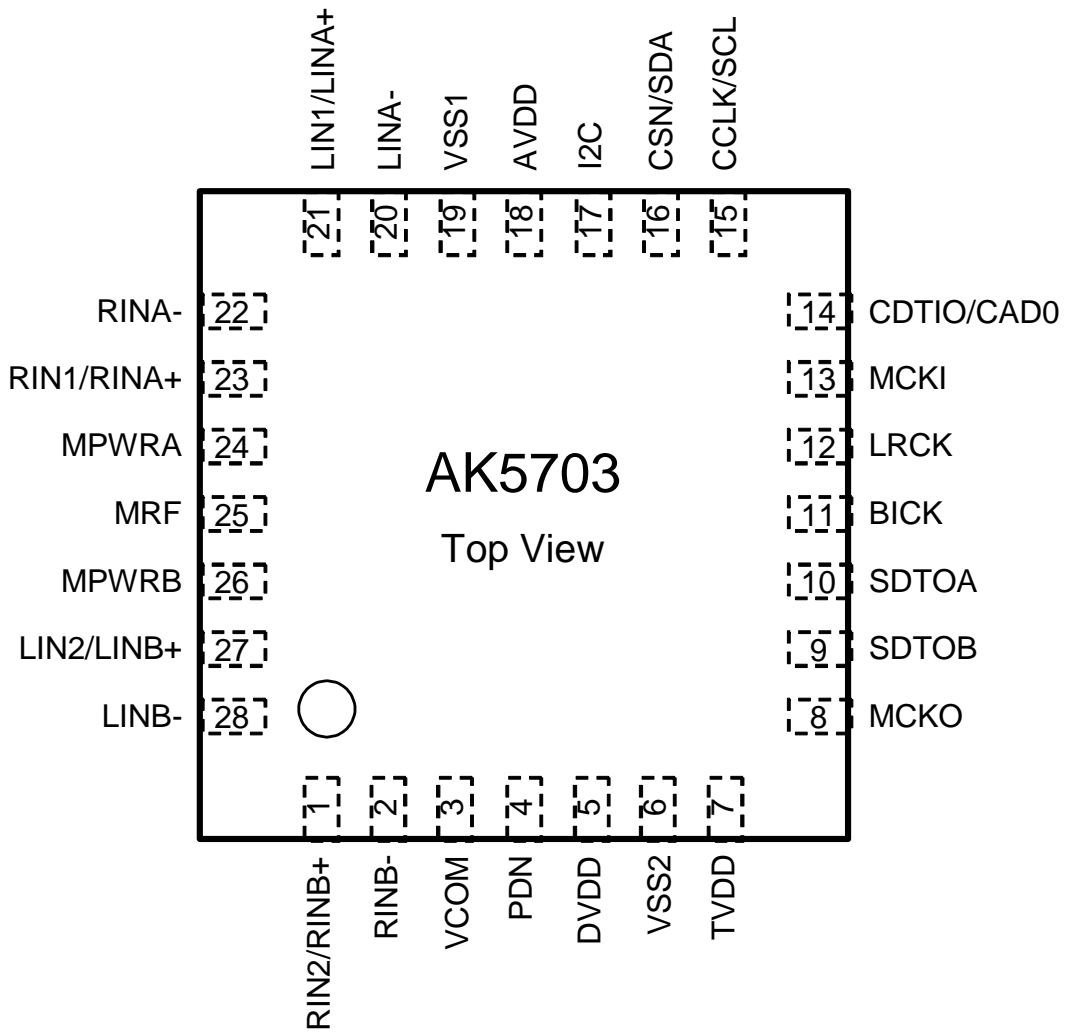 LIN1/LINA+
LINA-
VSS1
AVDD
I2C
CSN/SDA
CCLK/SCL
21
20
19
18
17
16
15
RINA- 22
14 CDTIO/CAD0
RIN1/RINA+ 23
13 MCKI
MPWRA 24
12 LRCK
AK5703
MRF 25
11 BICK
Top View
MPWRB 26
10 SDTOA
LIN2/LINB+ 27
9 SDTOB
LINB- 28
8 MCKO
1
2
3
4
5
6
7
RIN2/RINB+
RINB-
VCOM
PDN
DVDD
VSS2
TVDD